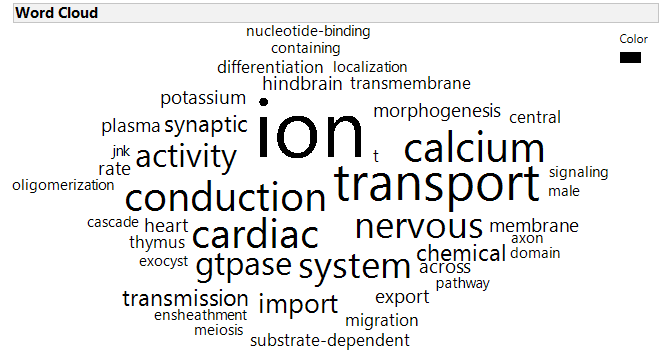 Word Cloud
nucleotide-binding
Color
containing
differentiation localization
hindbrain transmembrane
potassium
ion
morphogenesis central
plasma synaptic
jnk activity t calcium
rate transport signaling
oligomerization male
conduction
cascade heart cardiac nervous membrane
thymus axon
exocyst gtpase system chemical domain
across
pathway
transmission import export
ensheathment migration
meiosis
substrate-dependent